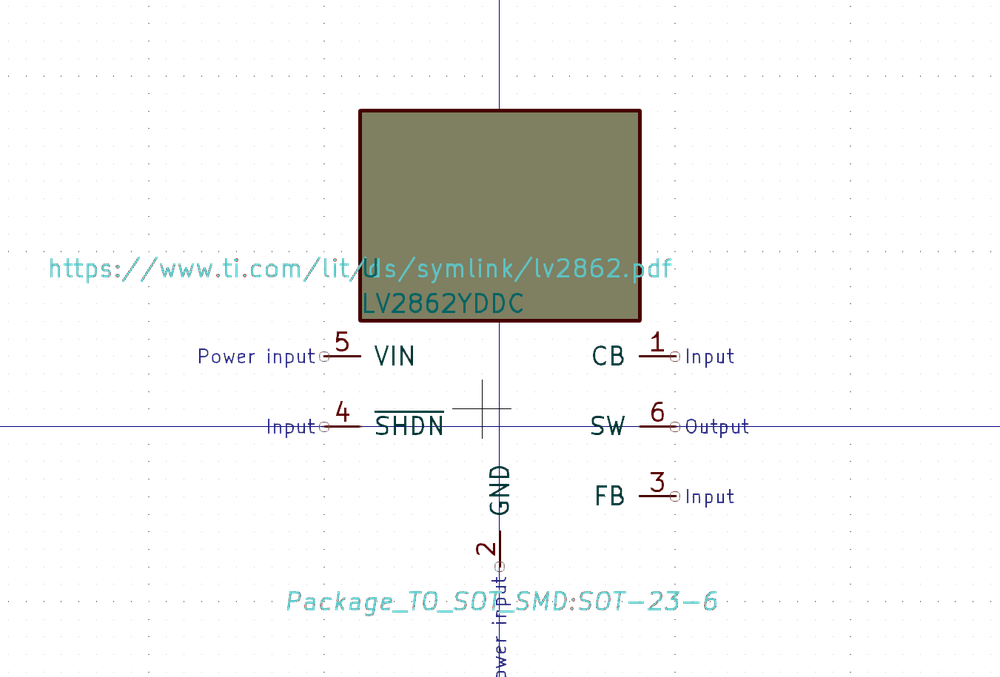 https://www.ti.com/lit/ds/symlink/lv2862.pdf
U
LV2862YDDC
Power input 5 VIN CB 1 Input
Input 4 SHDN SW 6 Output
GND FB 3 Input
2
Package_TO_SOT_SMD:SOT-23-6
ower input